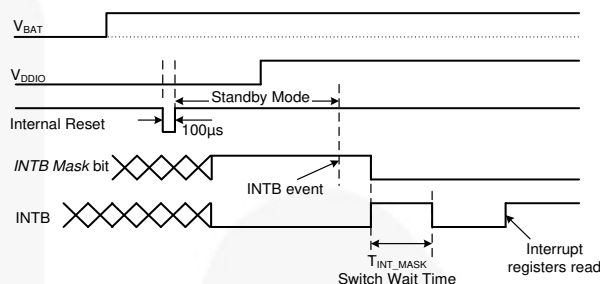 VBAT
VDDIO
Standby Mode
Internal Reset
100µs
INTB Mask bit
INTB event
INTB
TINT_MASK
Switch Wait Time
Interrupt
registers read